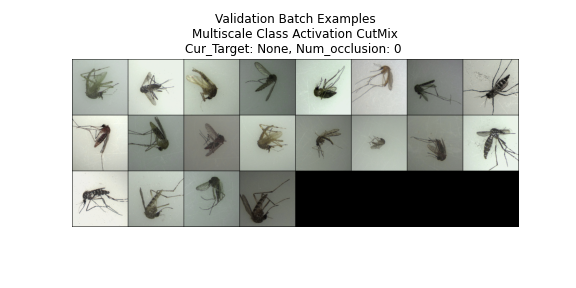 Validation Batch Examples
Multiscale Class Activation CutMix
Cur_Target: None, Num_occlusion: 0